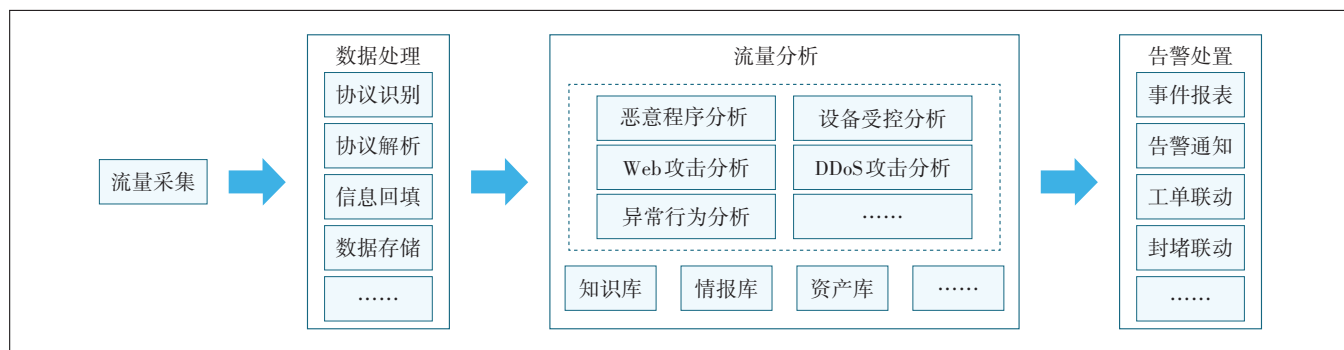 流量采集
数据处理
协议识别
协议解析
信息回填
数据存储
……
流量分析
恶意程序分析
设备受控分析
Web攻击分析
DDoS攻击分析
异常行为分析
……
知识库
情报库
资产库
……
告警处置
事件报表
告警通知
工单联动
封堵联动
……